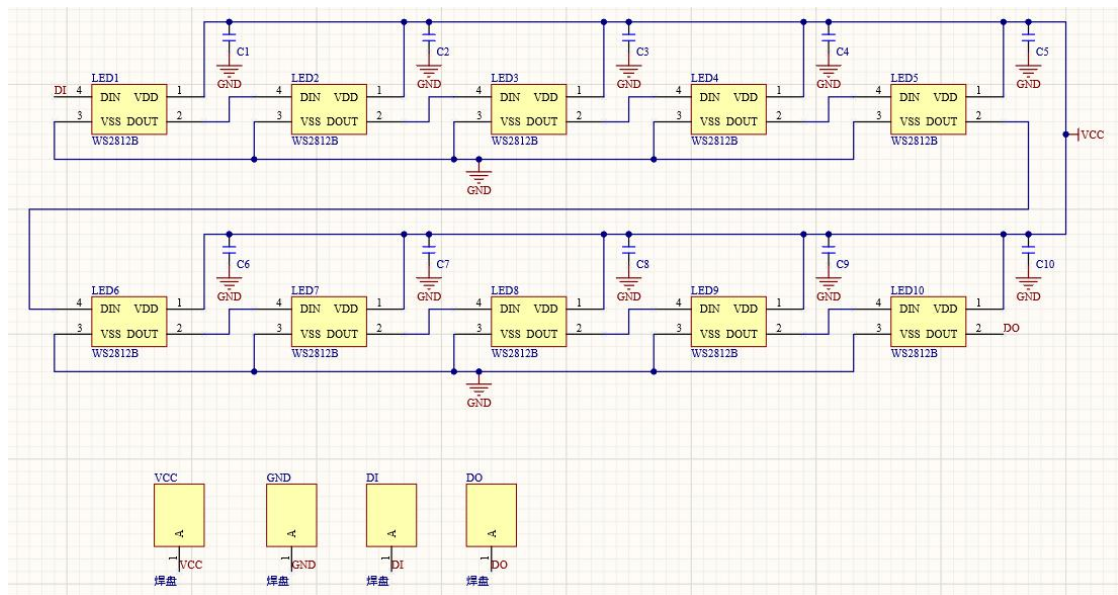 C1 C2 C3 C4 C5
GND GND GND GND GND
LED1 LED2 LED3 LED4 LED5
DI 4 DIN VDD 1 4 DIN VDD 1 4 DIN VDD 1 4 DIN VDD 1 4 DIN VDD 1
3 VSS DOUT 2 3 VSS DOUT 2 3 VSS DOUT 2 3 VSS DOUT 2 3 VSS DOUT 2
VCC
WS2812B WS2812B WS2812B WS2812B WS2812B
GND
C6 C7 C8 C9 C10
GND GND GND GND GND
LED6 LED7 LED8 LED9 LED10
4 DIN VDD 1 4 DIN VDD 1 4 DIN VDD 1 4 DIN VDD 1 4 DIN VDD 1
3 VSS DOUT 2 3 VSS DOUT 2 3 VSS DOUT 2 3 VSS DOUT 2 3 VSS DOUT 2 DO
WS2812B WS2812B WS2812B WS2812B WS2812B
GND
VCC GND DI DO
A A A A
1 VCC 1 GND 1 DI 1 DO
焊盘 焊盘 焊盘 焊盘